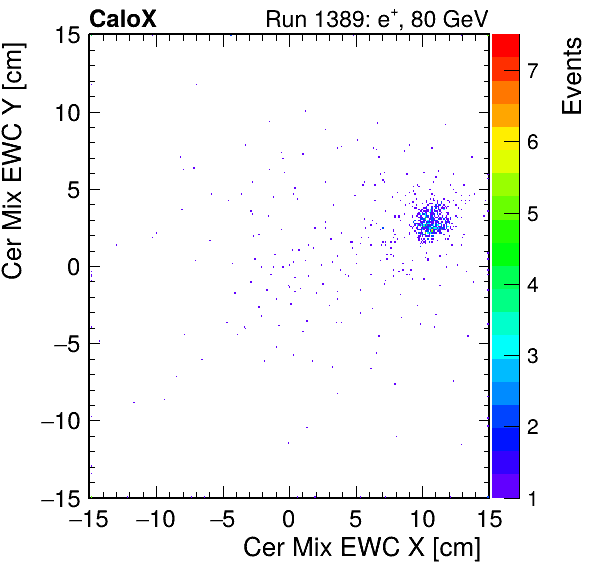 CaloX Run 1389: e⁺, 80 GeV
Cer Mix EWC Y [cm]
15
10
5
0
−5
−10
−15
−15 −10 −5 0 5 10 15
Cer Mix EWC X [cm]
Events
7
6
5
4
3
2
1